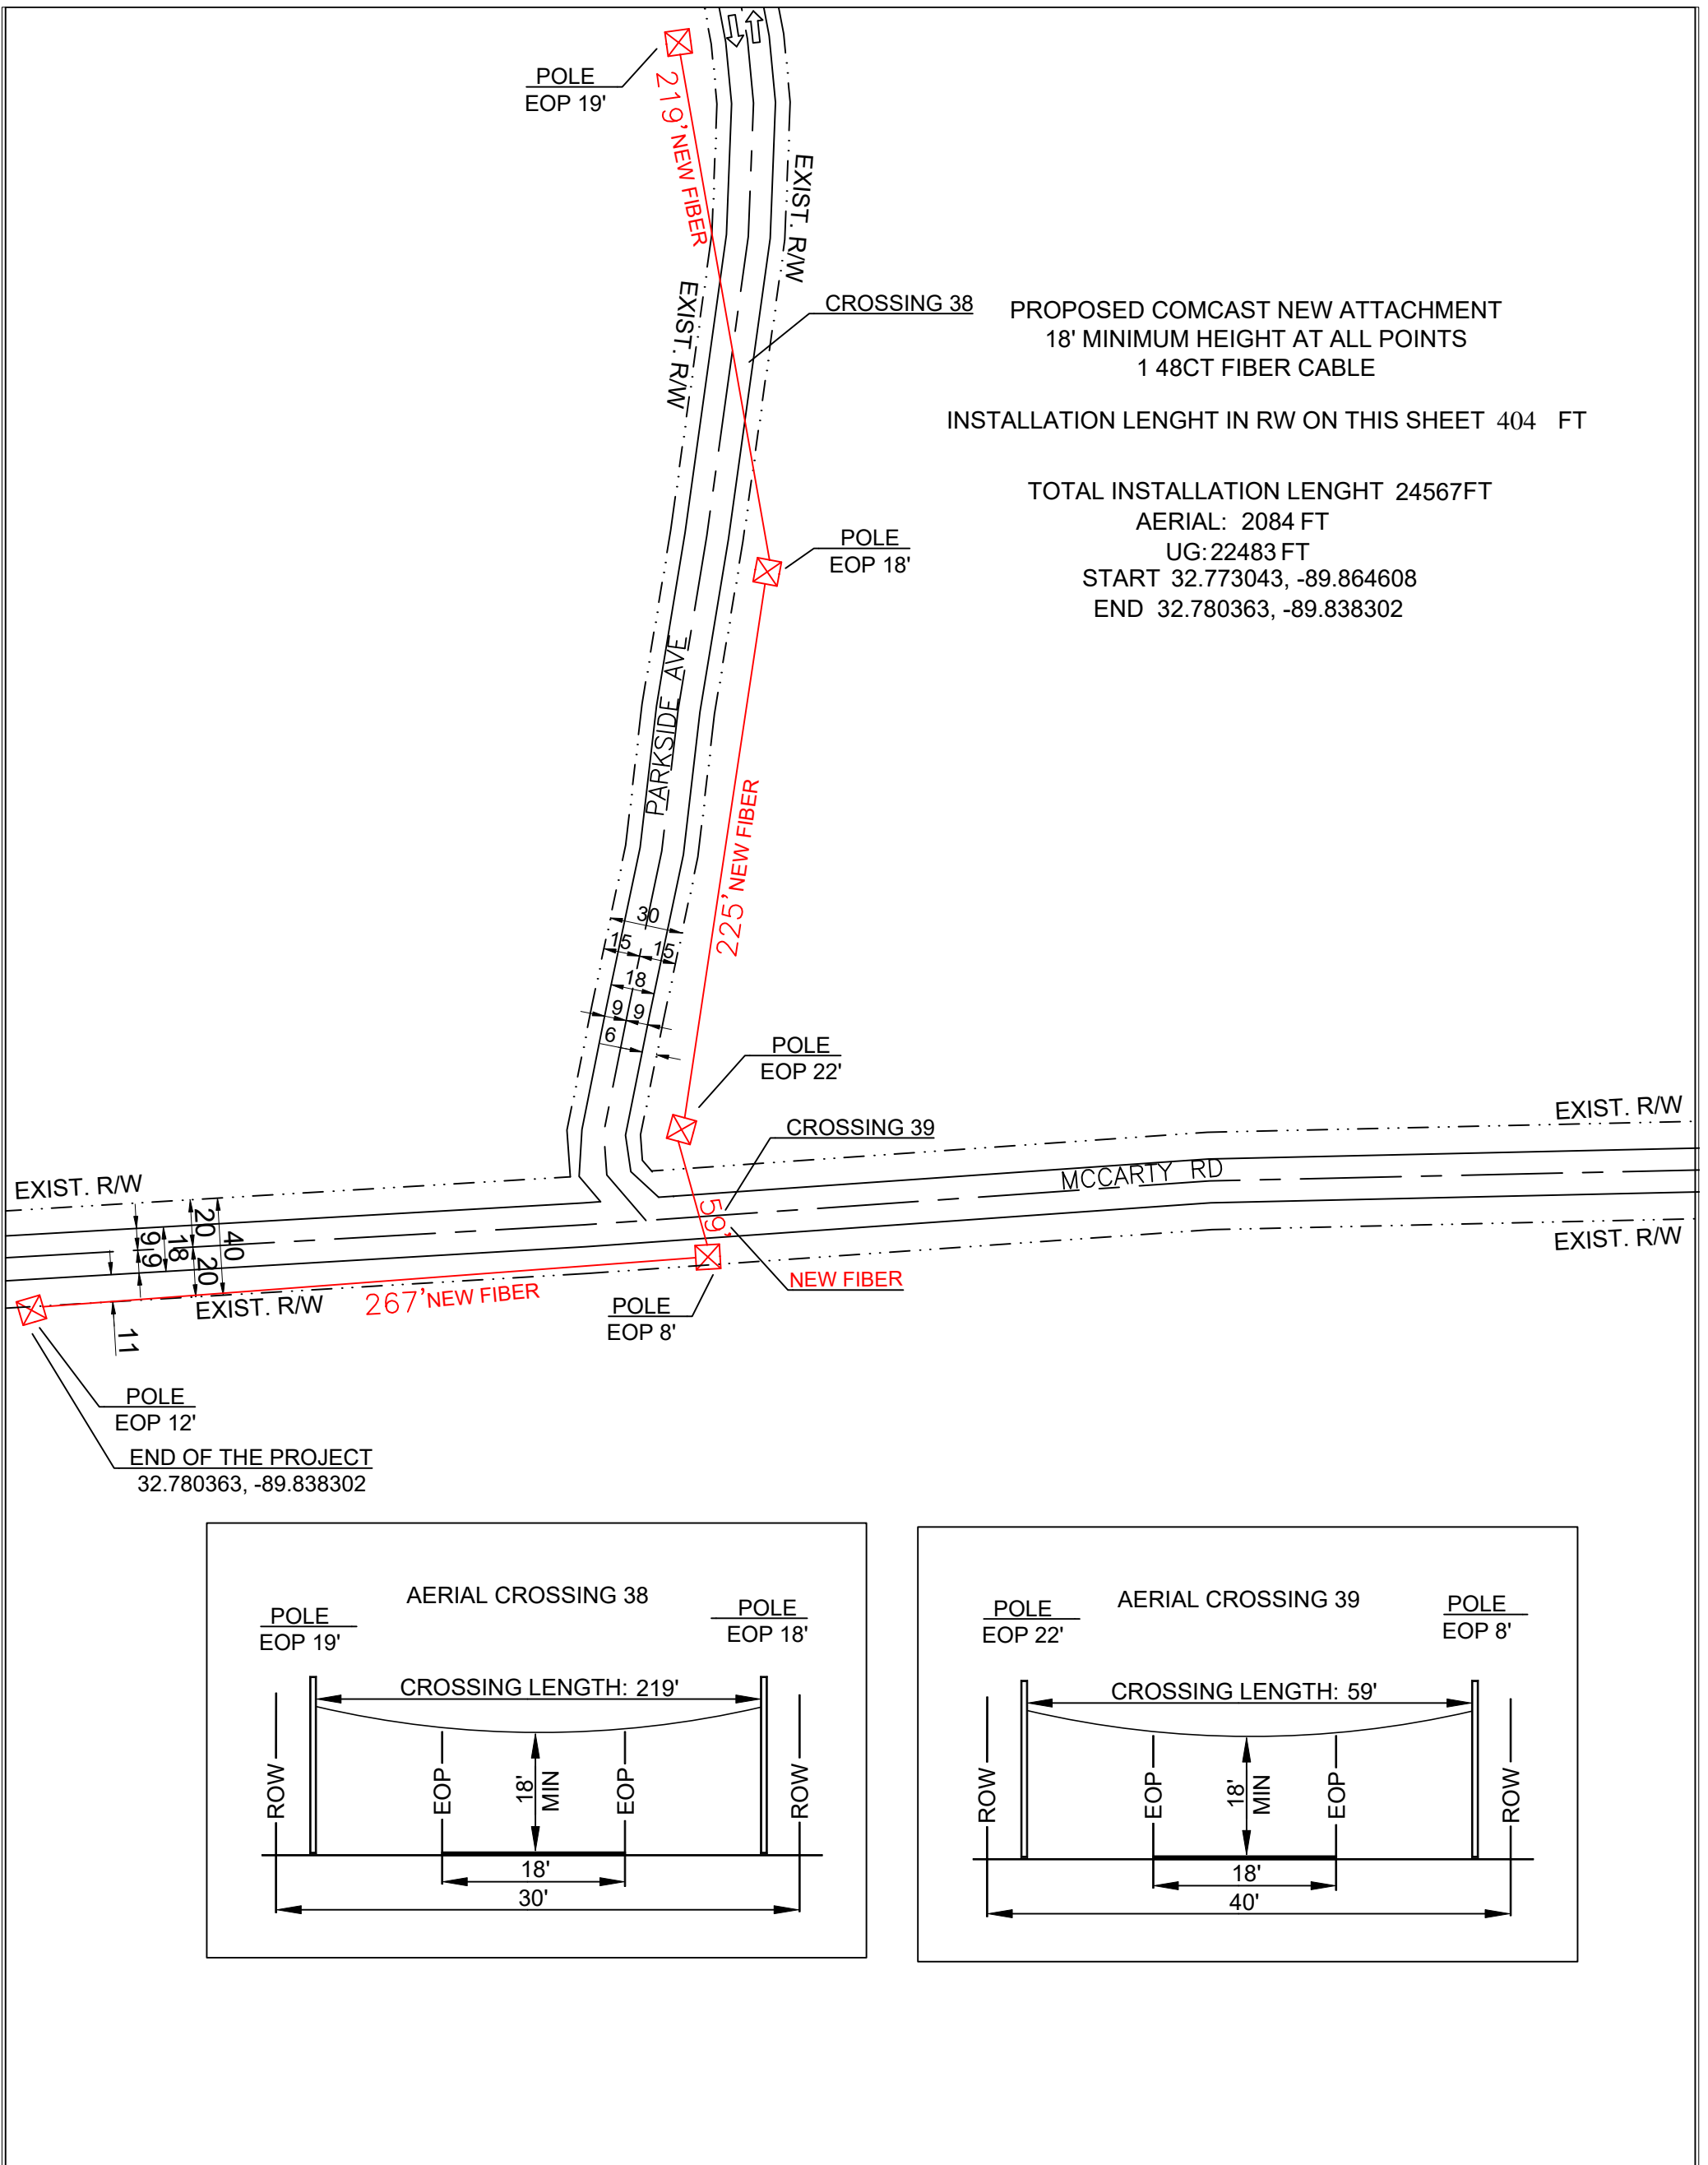 POLE
EOP 19'
219' NEW FIBER
EXIST. R/W
EXIST. R/W
CROSSING 38
PROPOSED COMCAST NEW ATTACHMENT
18' MINIMUM HEIGHT AT ALL POINTS
1 48CT FIBER CABLE
INSTALLATION LENGHT IN RW ON THIS SHEET 404 FT
TOTAL INSTALLATION LENGHT 24567FT
AERIAL: 2084 FT
UG: 22483 FT
START 32.773043, -89.864608
END 32.780363, -89.838302
POLE
EOP 18'
PARKSIDE AVE
225' NEW FIBER
30
15 15
18
9 9
6
POLE
EOP 22'
CROSSING 39
EXIST. R/W
MCCARTY RD
EXIST. R/W
EXIST. R/W
9 9
18
20 20
40
11
59'
NEW FIBER
EXIST. R/W
267' NEW FIBER
POLE
EOP 8'
POLE
EOP 12'
END OF THE PROJECT
32.780363, -89.838302
AERIAL CROSSING 38
POLE
EOP 19'
POLE
EOP 18'
CROSSING LENGTH: 219'
ROW
EOP
18'
MIN
EOP
ROW
18'
30'
AERIAL CROSSING 39
POLE
EOP 22'
POLE
EOP 8'
CROSSING LENGTH: 59'
ROW
EOP
18'
MIN
EOP
ROW
18'
40'